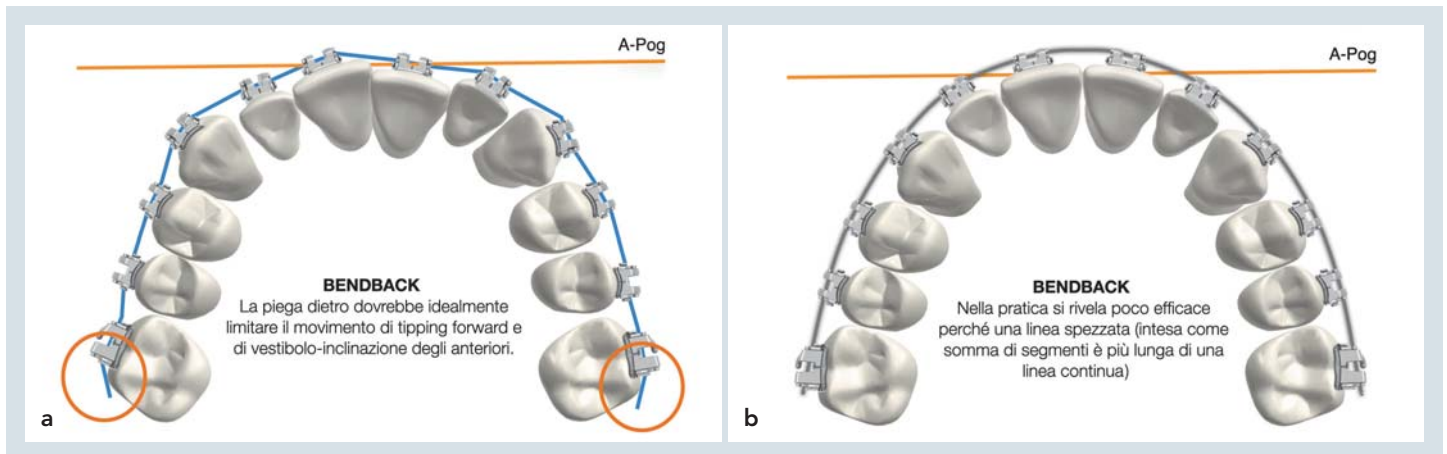 A-Pog
BENDBACK
La piega dietro dovrebbe idealmente
limitare il movimento di tipping forward e
di vestibolo-inclinazione degli anteriori.
a
A-Pog
BENDBACK
Nella pratica si rivela poco efficace
perché una linea spezzata (intesa come
somma di segmenti è più lunga di una
linea continua)
b